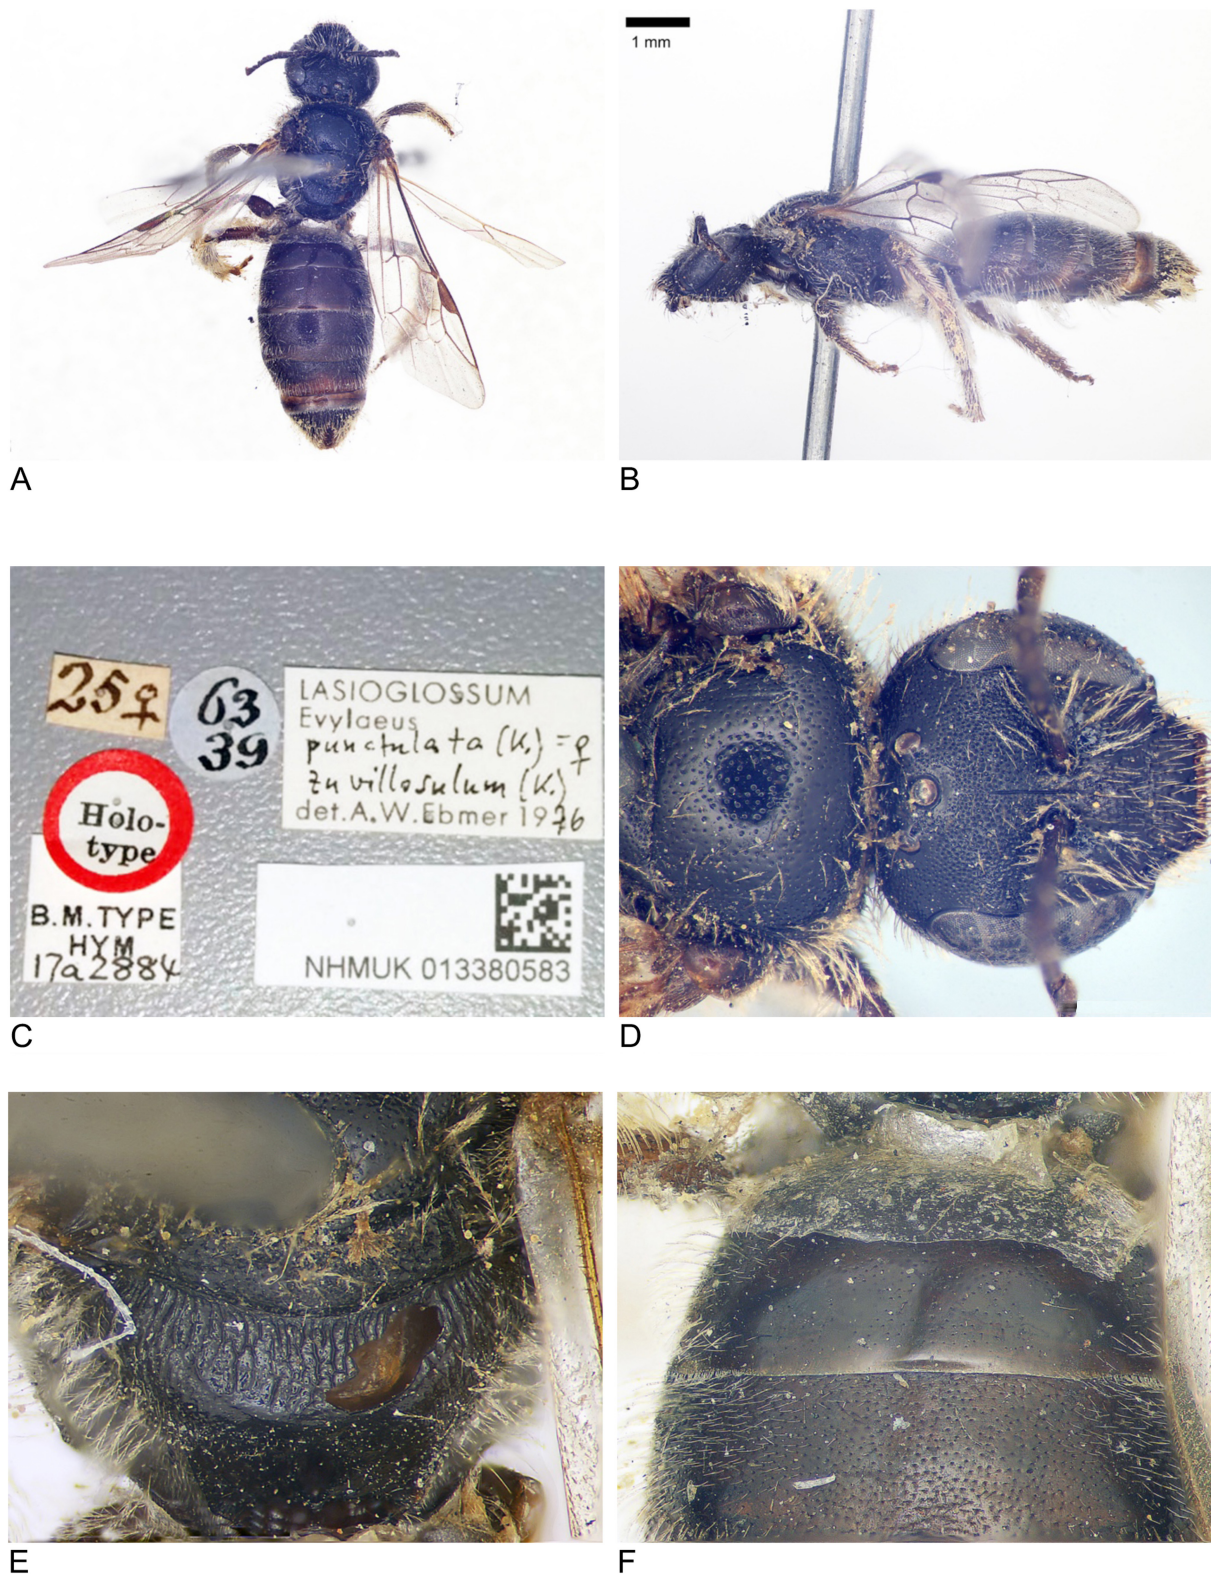 1 mm
A
B
25♀
63
39
LASIOGLOSSUM
Evylaeus
punctulata (K.) = ♀
zu villosulum (K.)
det. A. W. Ebmer 1976
Holo-
type
B.M. TYPE
HYM
17a2884
NHMUK 013380583
C
D
E
F